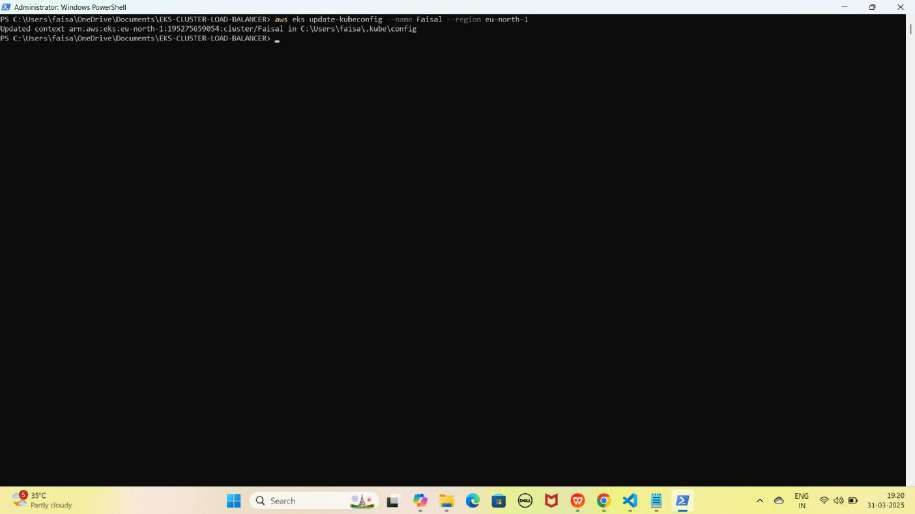 Administrator: Windows PowerShell
PS C:\Users\faisa\OneDrive\Documents\EKS-CLUSTER-LOAD-BALANCER> aws eks update-kubeconfig --name Faisal --region eu-north-1
Updated context arn:aws:eks:eu-north-1:195275659054:cluster/Faisal in C:\Users\faisa\.kube\config
PS C:\Users\faisa\OneDrive\Documents\EKS-CLUSTER-LOAD-BALANCER> _
5
35°C
Partly cloudy
Search
DELL
ENG
IN
19:20
31-03-2025